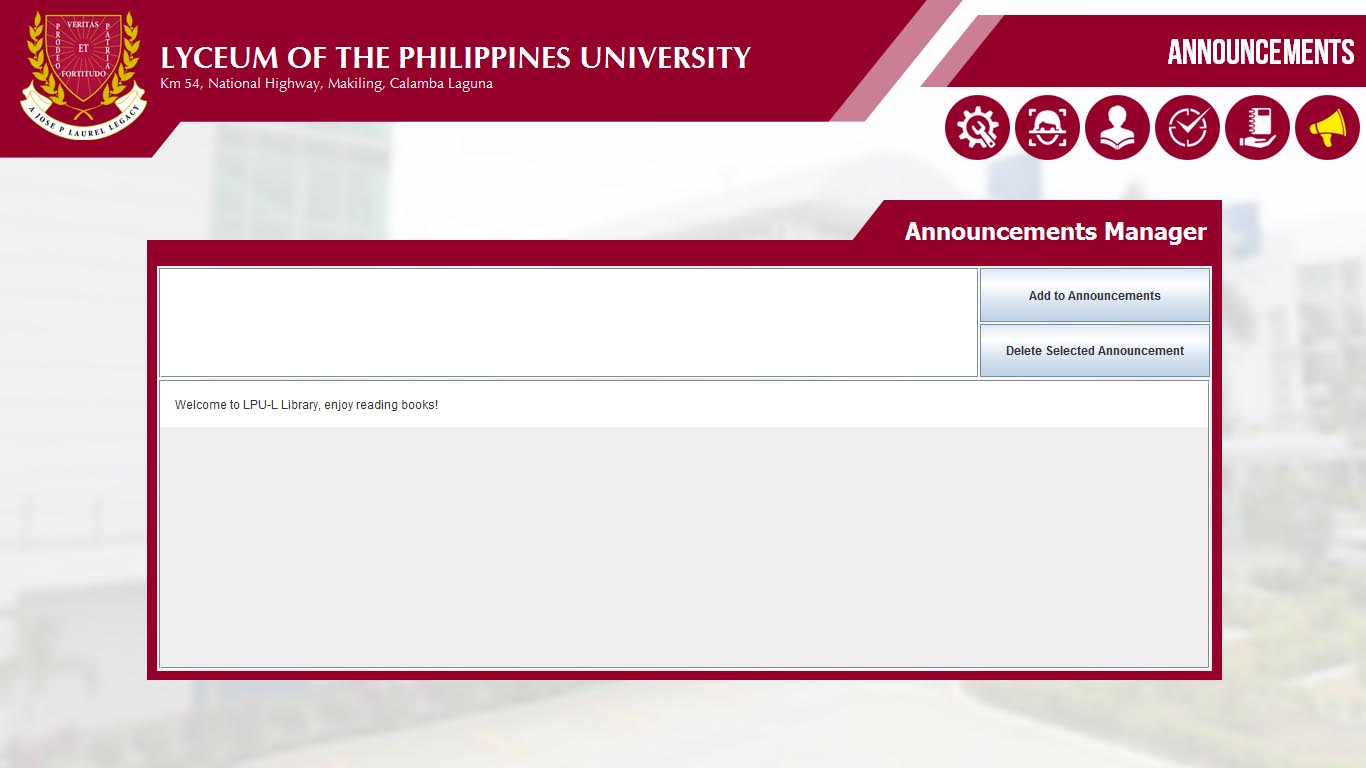 VERITAS
PRO DEO
ET
PATRIA
FORTITUDO
A JOSE P LAUREL LEGACY
LYCEUM OF THE PHILIPPINES UNIVERSITY
Km 54, National Highway, Makiling, Calamba Laguna
ANNOUNCEMENTS
Announcements Manager
Add to Announcements
Delete Selected Announcement
Welcome to LPU-L Library, enjoy reading books!